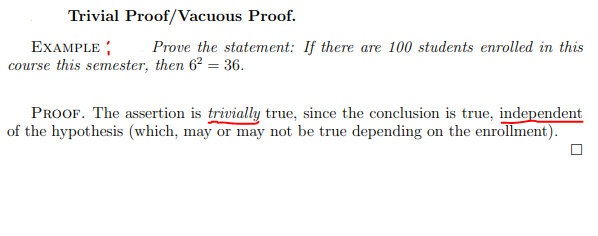 Trivial Proof/Vacuous Proof.
EXAMPLE : Prove the statement: If there are 100 students enrolled in this
course this semester, then 6² = 36.
PROOF. The assertion is trivially true, since the conclusion is true, independent
of the hypothesis (which, may or may not be true depending on the enrollment).
□